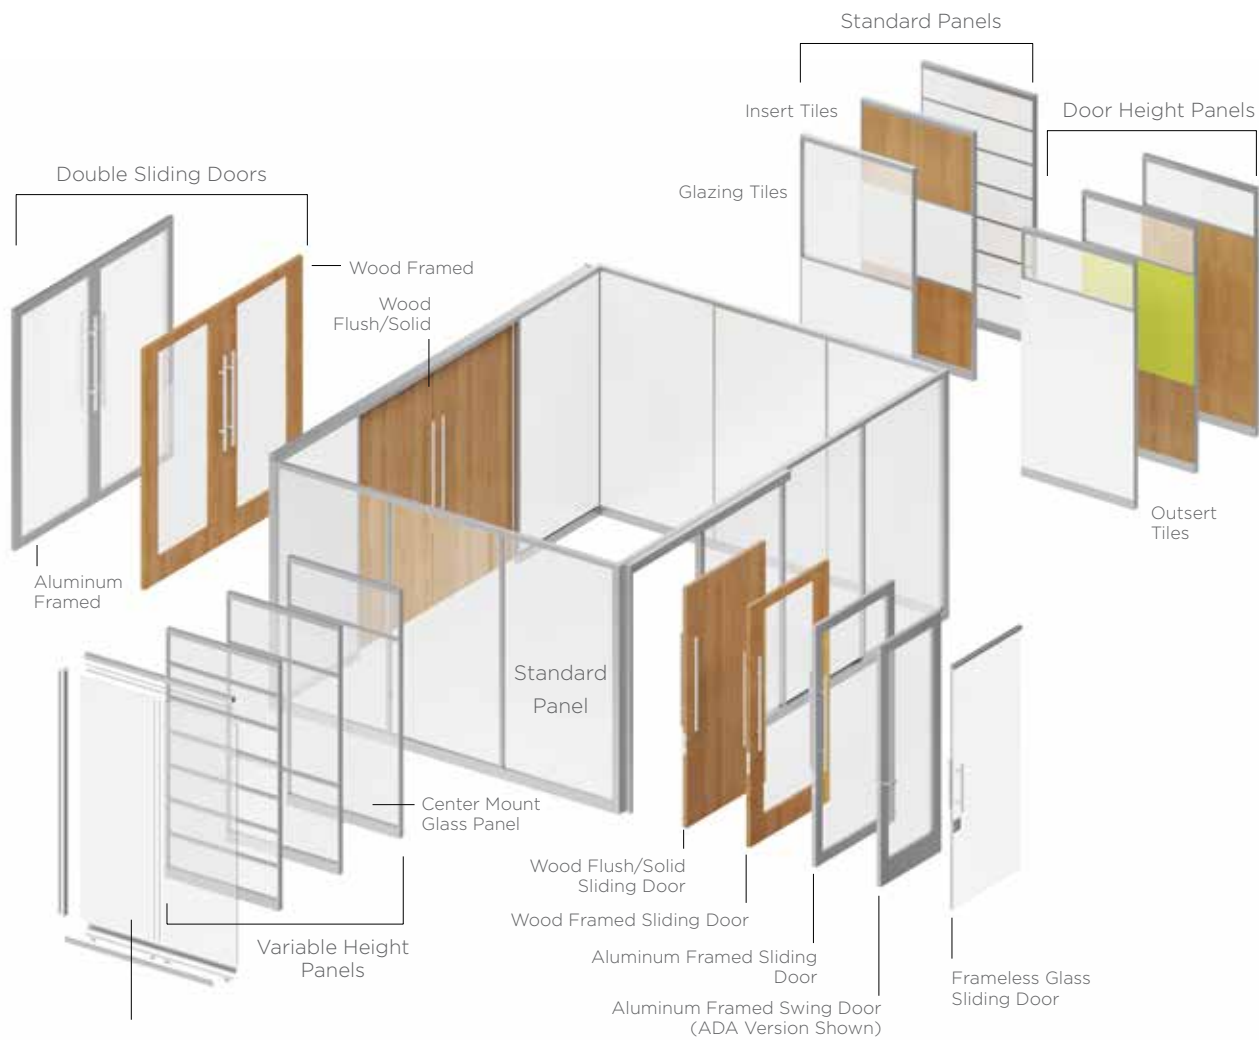 Standard Panels
Insert Tiles
Door Height Panels
Double Sliding Doors
Glazing Tiles
Wood Framed
Wood
Flush/Solid
Outsert
Tiles
Aluminum
Framed
Standard
Panel
Center Mount
Glass Panel
Wood Flush/Solid
Sliding Door
Wood Framed Sliding Door
Variable Height
Panels
Aluminum Framed Sliding
Door
Frameless Glass
Sliding Door
Aluminum Framed Swing Door
(ADA Version Shown)